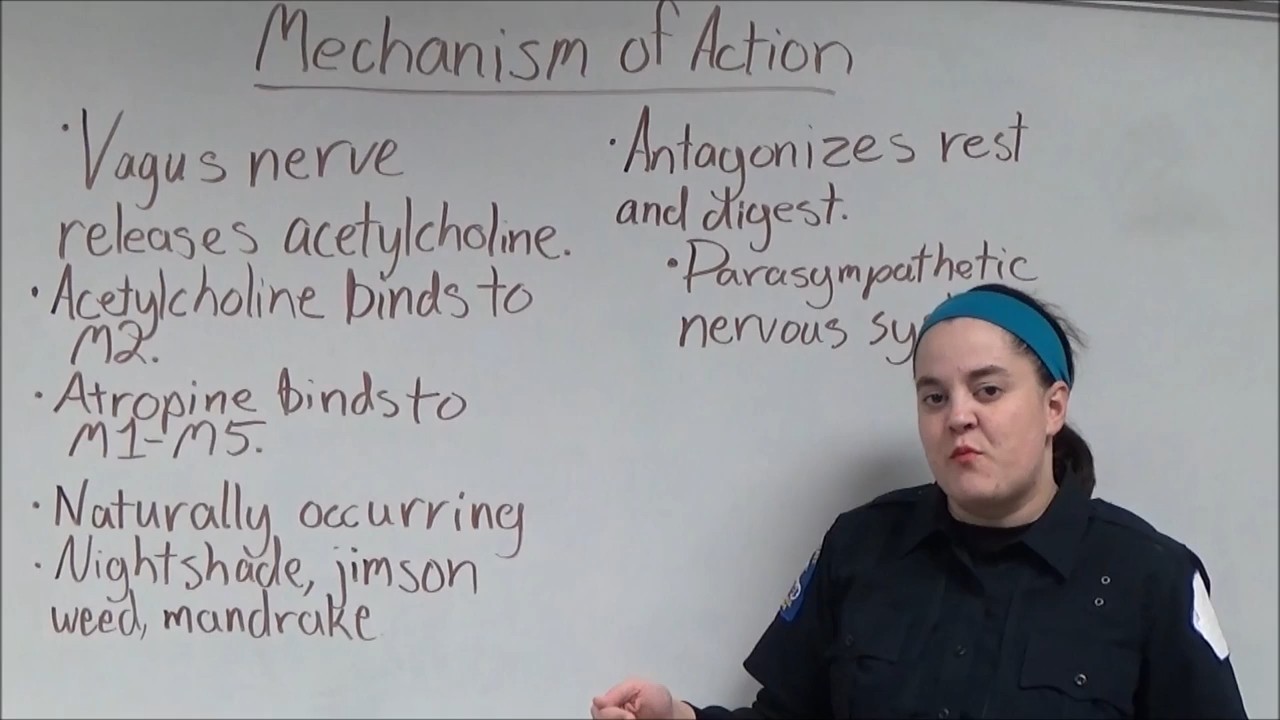 Mechanism of Action
· Vagus nerve
releases acetylcholine.
· Acetylcholine binds to
M2.
· Atropine binds to
M1-M5.
· Naturally occurring
· Nightshade, jimson
weed, mandrake
· Antagonizes rest
and digest.
· Parasympathetic
nervous